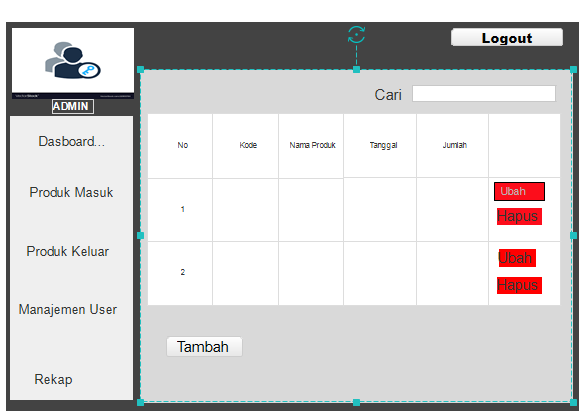 Logout
ADMIN
Cari
Dasboard...
Produk Masuk
Produk Keluar
Manajemen User
Rekap
No Kode Nama Produk Tanggal Jumlah
1 Ubah
Hapus
2 Ubah
Hapus
Tambah